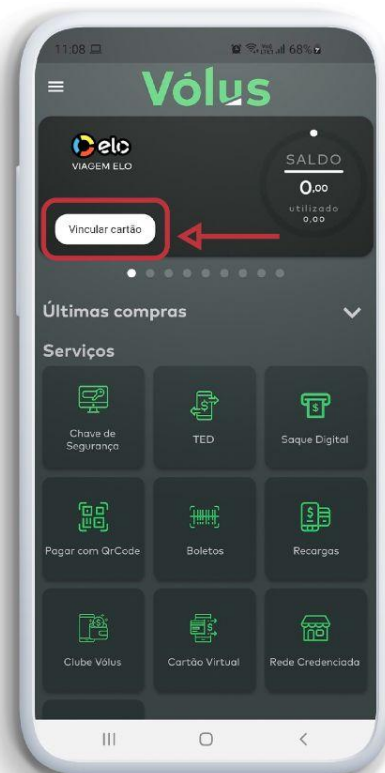 11:08
68%
Vólus
elo
VIAGEM ELO
SALDO
0,00
utilizado
0,00
Vincular cartão
Últimas compras
Serviços
Chave de
Segurança
TED
Saque Digital
Pagar com QrCode
Boletos
Recargas
Clube Vólus
Cartão Virtual
Rede Credenciada